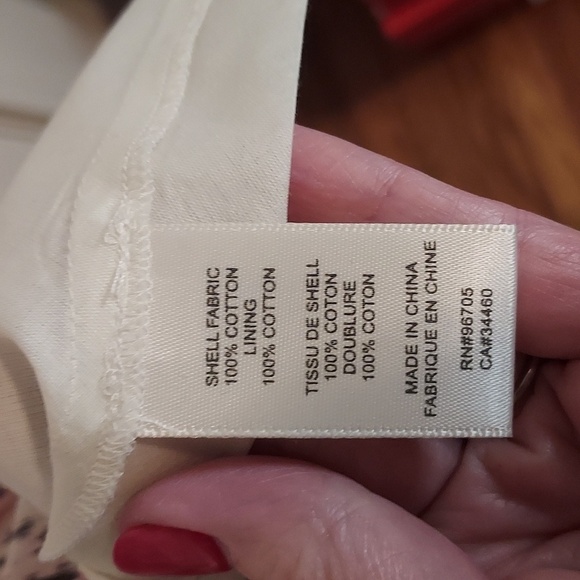 SHELL FABRIC
100% COTTON
LINING
100% COTTON
TISSU DE SHELL
100% COTON
DOUBLURE
100% COTON
MADE IN CHINA
FABRIQUE EN CHINE
RN#96705
CA#34460